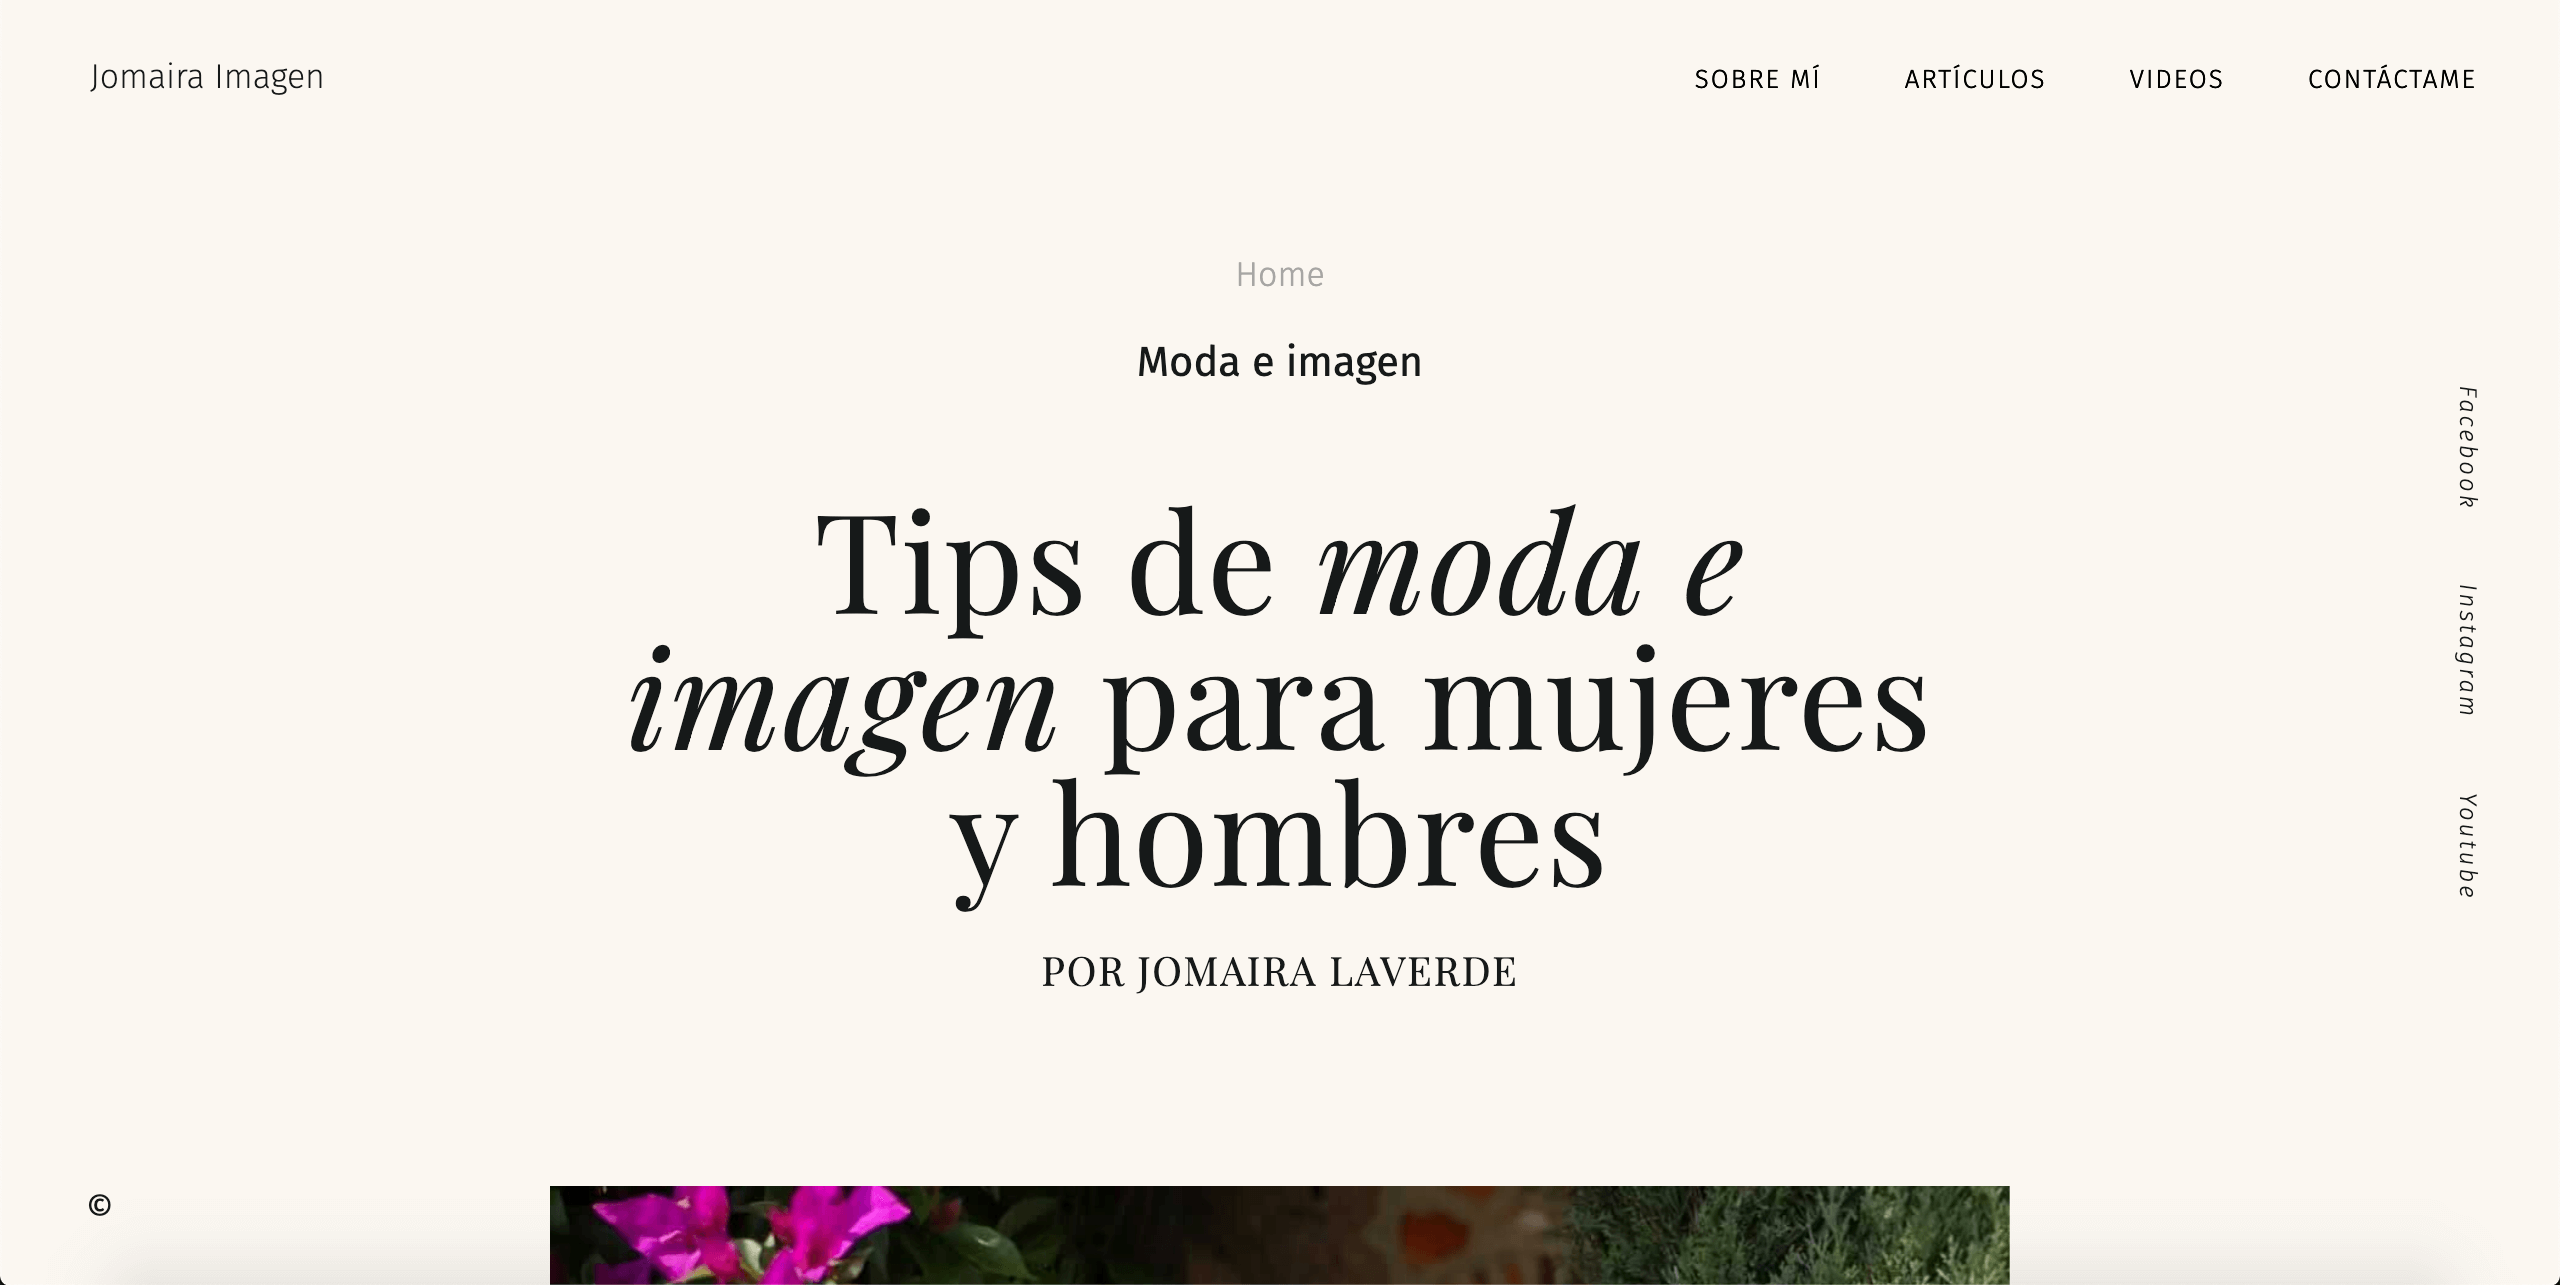 Jomaira Imagen
SOBRE MÍ
ARTÍCULOS
VIDEOS
CONTÁCTAME
Home
Moda e imagen
Tips de moda e
imagen para mujeres
y hombres
POR JOMAIRA LAVERDE
Facebook
Instagram
Youtube
©